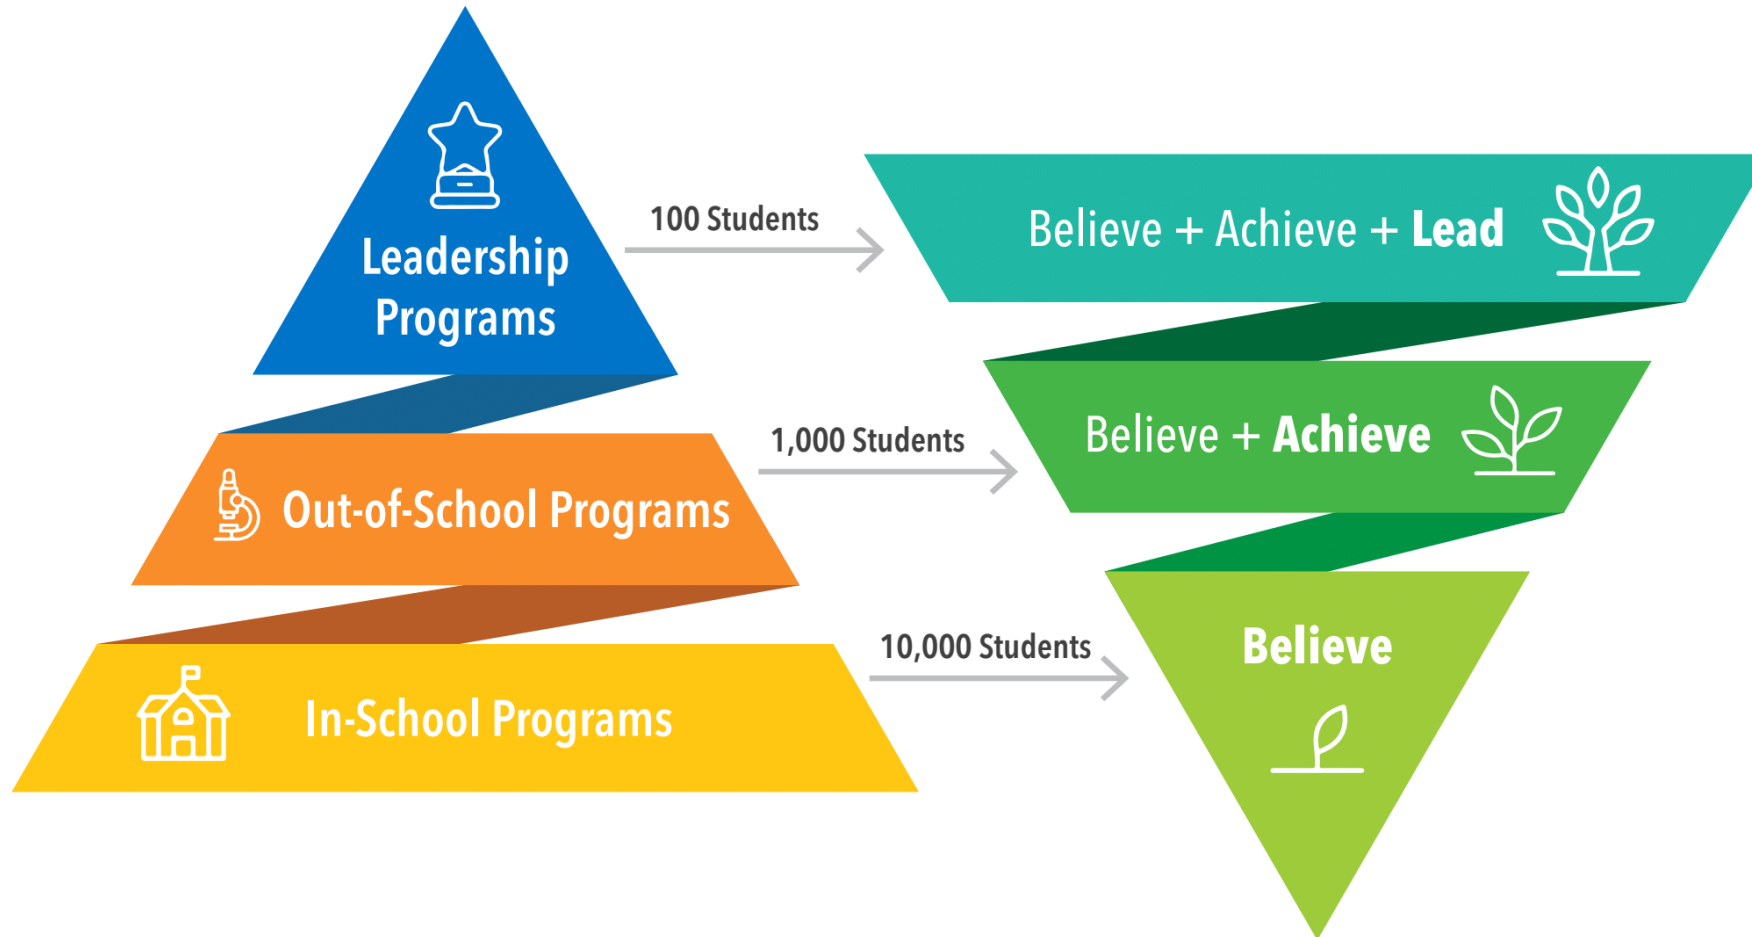 Leadership
Programs
100 Students
Believe + Achieve + Lead
Out-of-School Programs
1,000 Students
Believe + Achieve
In-School Programs
10,000 Students
Believe